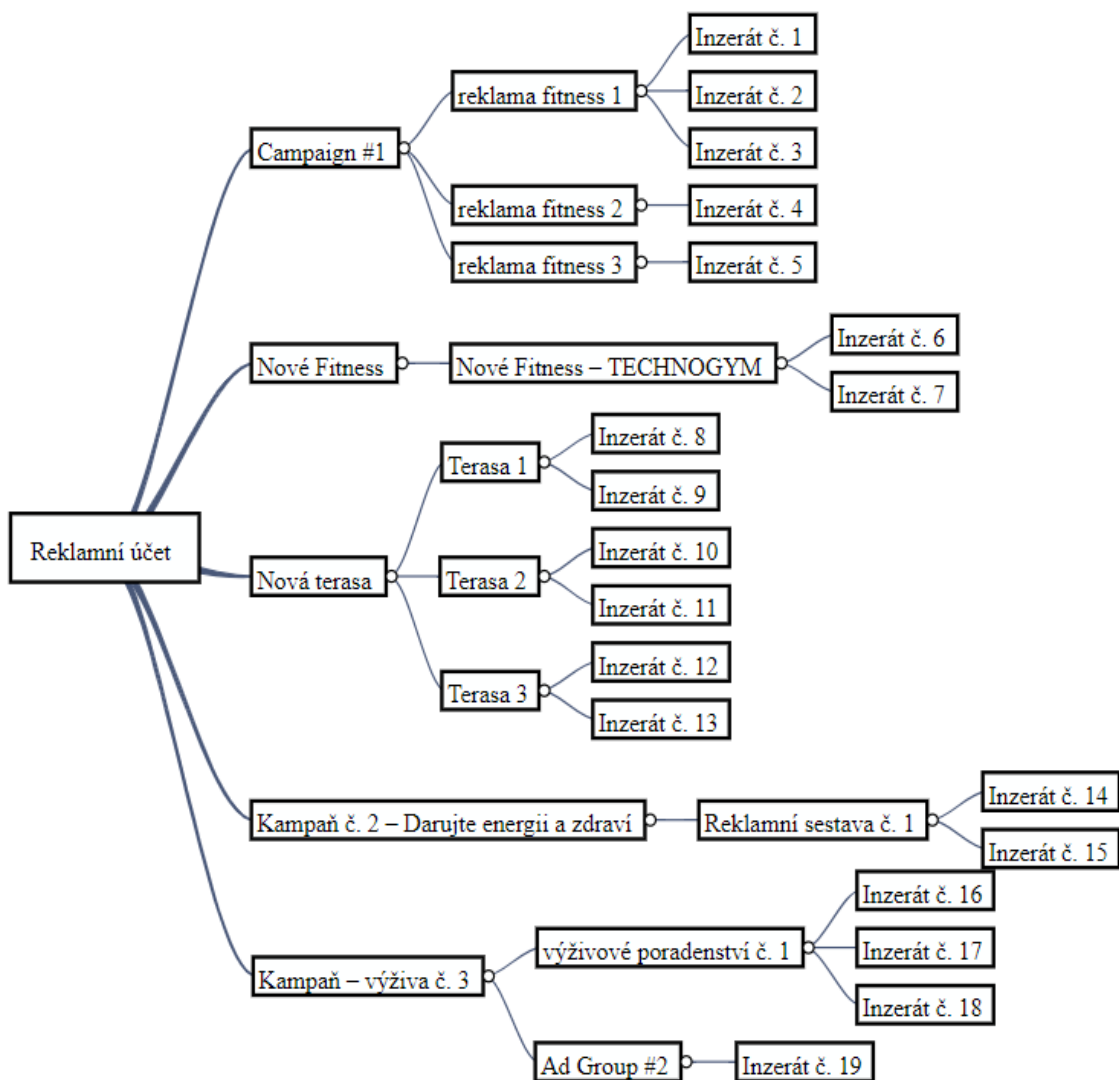 Reklamní účet
Campaign #1
reklama fitness 1
Inzerát č. 1
Inzerát č. 2
Inzerát č. 3
reklama fitness 2
Inzerát č. 4
reklama fitness 3
Inzerát č. 5
Nové Fitness
Nové Fitness – TECHNOGYM
Inzerát č. 6
Inzerát č. 7
Nová terasa
Terasa 1
Inzerát č. 8
Inzerát č. 9
Terasa 2
Inzerát č. 10
Inzerát č. 11
Terasa 3
Inzerát č. 12
Inzerát č. 13
Kampaň č. 2 – Darujte energii a zdraví
Reklamní sestava č. 1
Inzerát č. 14
Inzerát č. 15
Kampaň – výživa č. 3
výživové poradenství č. 1
Inzerát č. 16
Inzerát č. 17
Inzerát č. 18
Ad Group #2
Inzerát č. 19